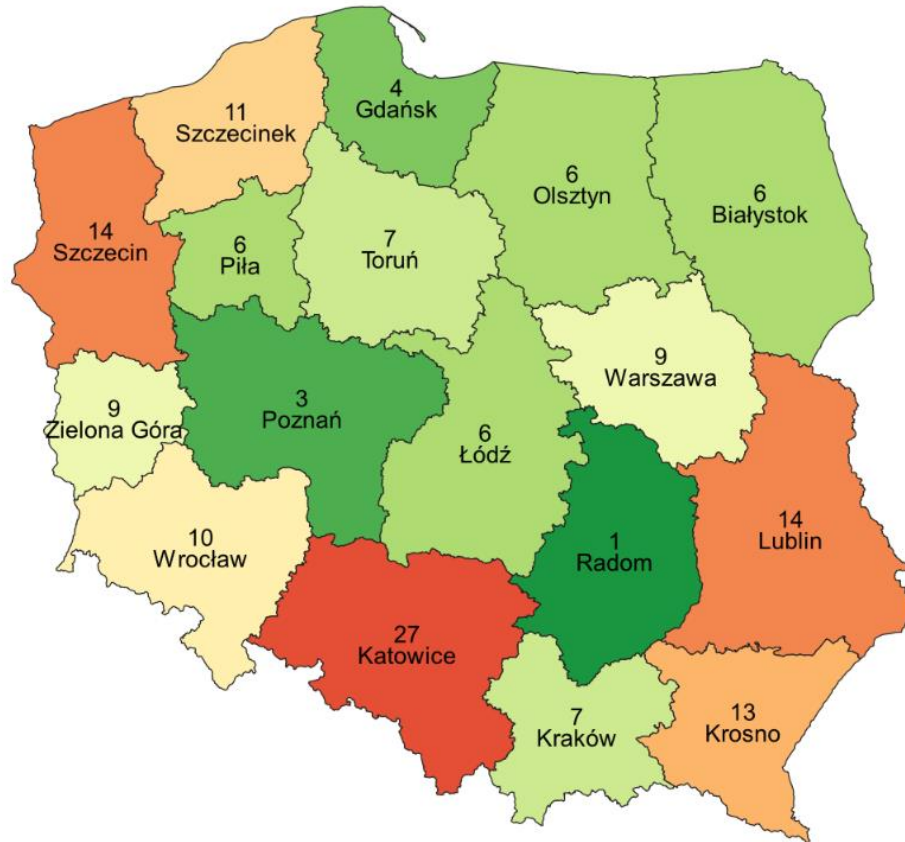 4
Gdańsk
11
Szczecinek
6
Olsztyn
6
Białystok
14
Szczecin
6
Piła
7
Toruń
9
Warszawa
9
Zielona Góra
3
Poznań
6
Łódź
14
Lublin
10
Wrocław
1
Radom
27
Katowice
7
Kraków
13
Krosno